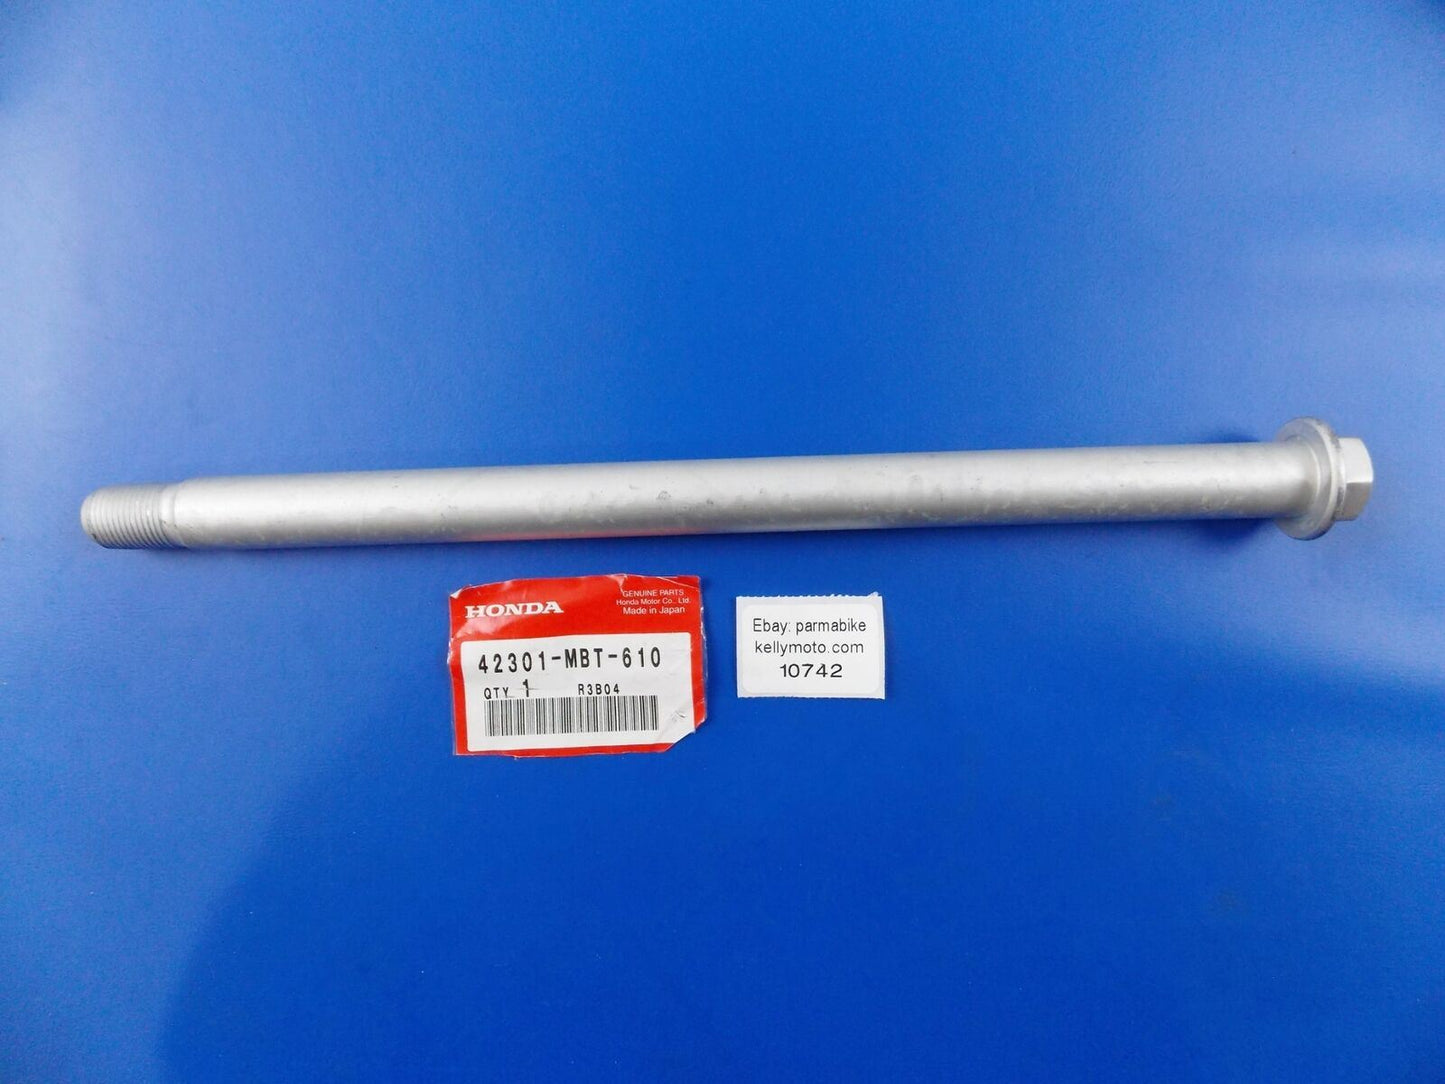 HONDA
GENUINE PARTS
Honda Motor Co., Ltd.
Made in Japan
42301-MBT-610
QTY 1 R3B04
Ebay: parmabike
kellymoto.com
10742